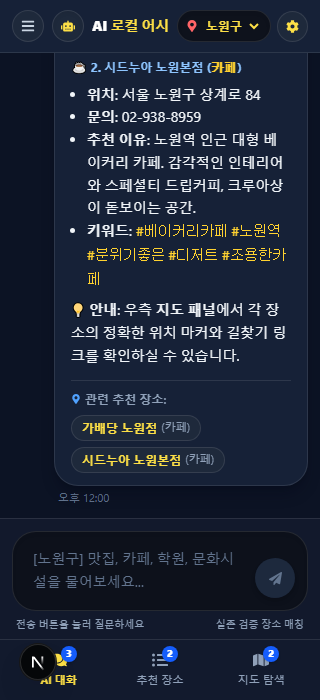 AI 로컬 어시
노원구
☕ 2. 시드누아 노원본점 (카페)
• 위치: 서울 노원구 상계로 84
• 문의: 02-938-8959
• 추천 이유: 노원역 인근 대형 베
이커리 카페. 감각적인 인테리어
와 스페셜티 드립커피, 크루아상
이 돋보이는 공간.
• 키워드: #베이커리카페 #노원역
#분위기좋은 #디저트 #조용한카
페
💡 안내: 우측 지도 패널에서 각 장
소의 정확한 위치 마커와 길찾기 링
크를 확인하실 수 있습니다.
관련 추천 장소:
가배당 노원점 (카페)
시드누아 노원본점 (카페)
오후 12:00
[노원구] 맛집, 카페, 학원, 문화시
설을 물어보세요...
전송 버튼을 눌러 질문하세요
실존 검증 장소 매칭
N
3
2
2
AI 대화
추천 장소
지도 탐색